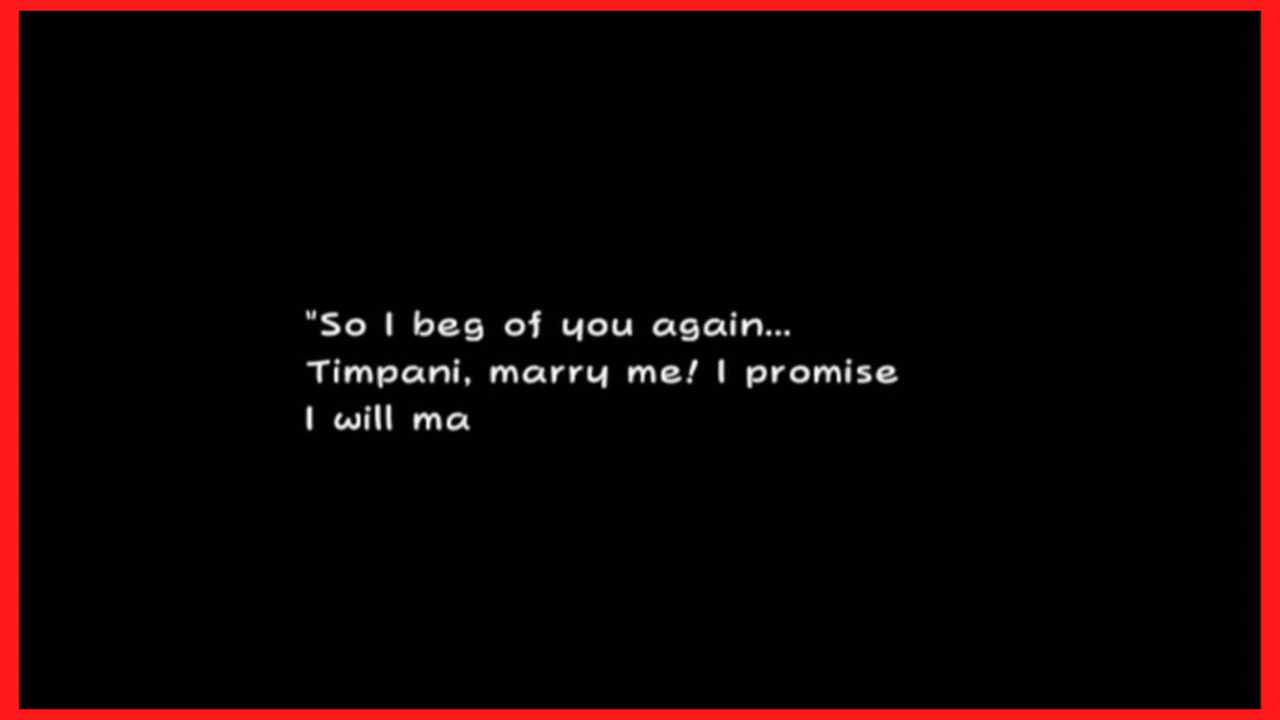 "So I beg of you again...
Timpani, marry me! I promise
I will ma